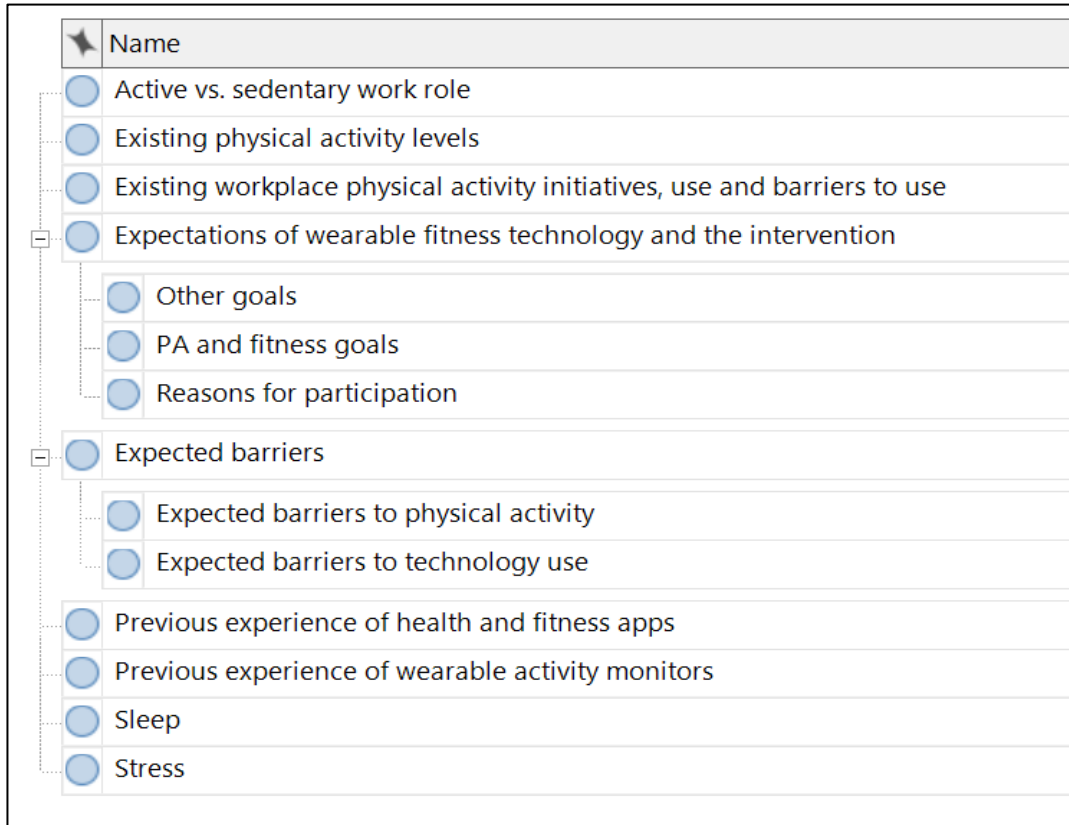 Name
Active vs. sedentary work role
Existing physical activity levels
Existing workplace physical activity initiatives, use and barriers to use
Expectations of wearable fitness technology and the intervention
Other goals
PA and fitness goals
Reasons for participation
Expected barriers
Expected barriers to physical activity
Expected barriers to technology use
Previous experience of health and fitness apps
Previous experience of wearable activity monitors
Sleep
Stress